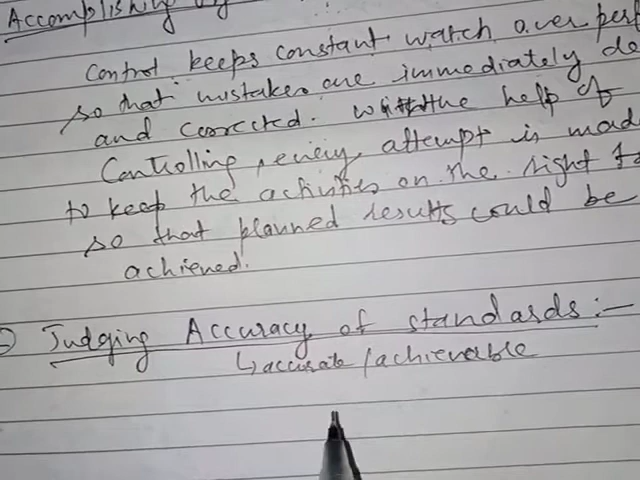 Accomplishing
Control keeps constant watch over perf
so that mistakes are immediately de
and corrected. With the help of
Controlling, every attempt is mad
to keep the activities on the right
so that planned results could be
achieved.
Judging Accuracy of standards :-
↳ accurate / achievable